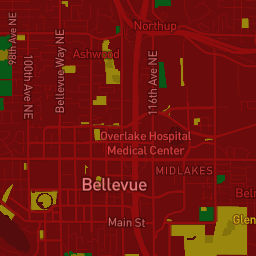 Northup
98th Ave NE
Bellevue Way NE
Ashwood
100th Ave NE
116th Ave NE
Overlake Hospital
Medical Center
MIDLAKES
Bellevue
Main St